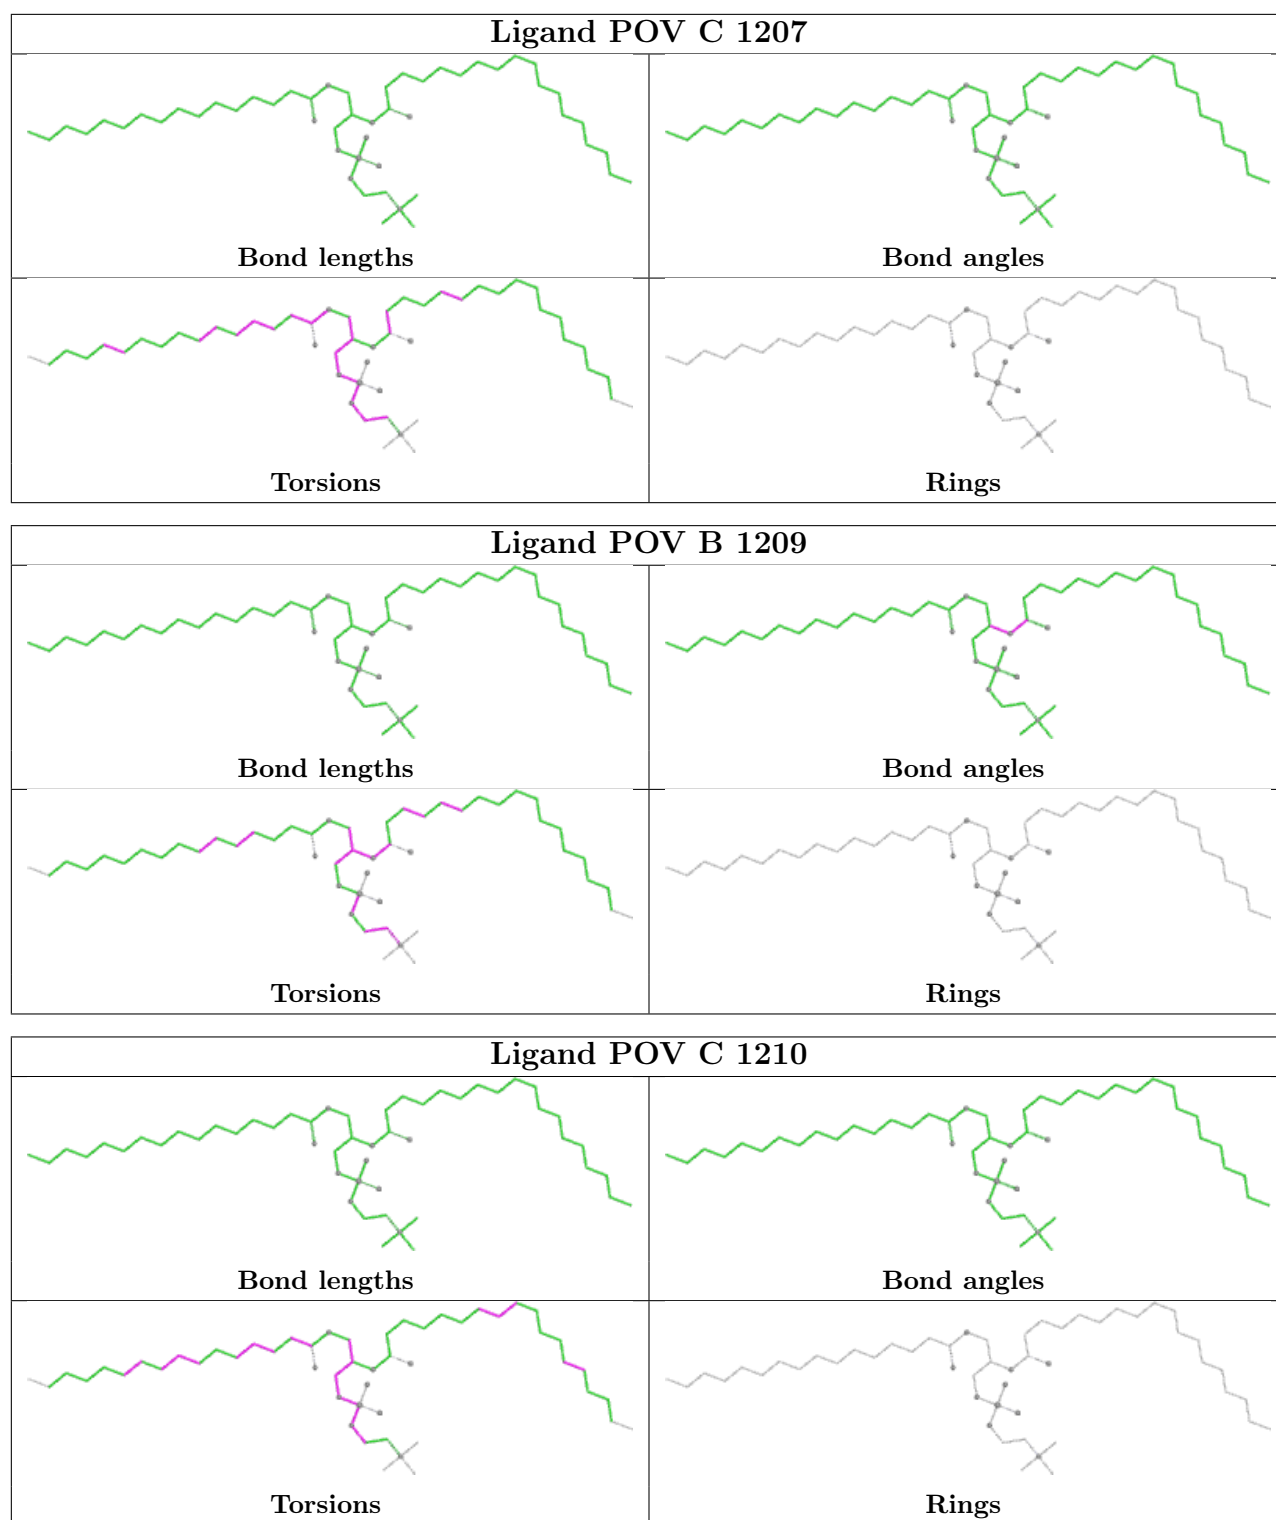 Ligand POV C 1207
Bond lengths
Bond angles
Torsions
Rings
Ligand POV B 1209
Bond lengths
Bond angles
Torsions
Rings
Ligand POV C 1210
Bond lengths
Bond angles
Torsions
Rings